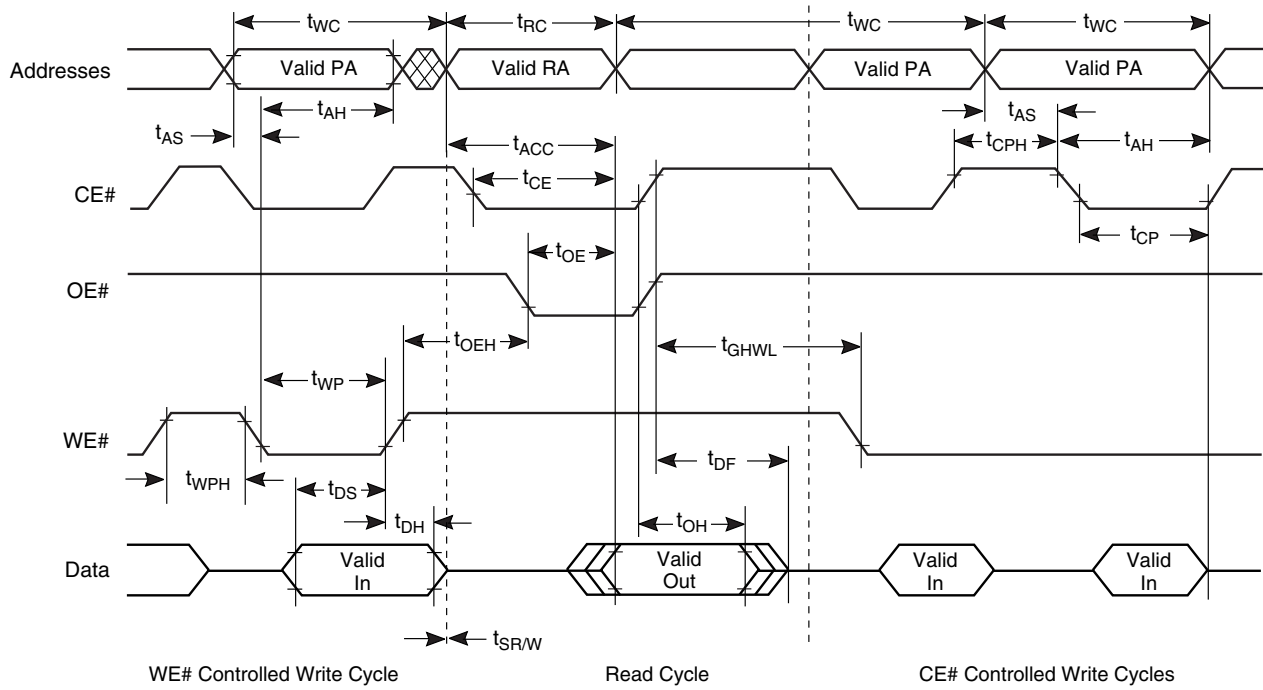 tWC tRC tWC tWC
Addresses Valid PA Valid RA Valid PA Valid PA
tAS tAH tACC tCPH tAS tAH
CE# tCE tCP
OE# tOE
tOEH tGHWL
tWP
WE#
tWPH tDS tDF
tDH tOH
Data Valid In Valid Out Valid In Valid In
tSR/W
WE# Controlled Write Cycle Read Cycle CE# Controlled Write Cycles